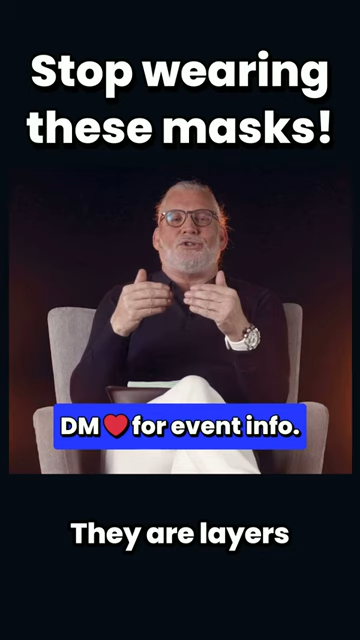 Stop wearing
these masks!
DM ❤️ for event info.
They are layers